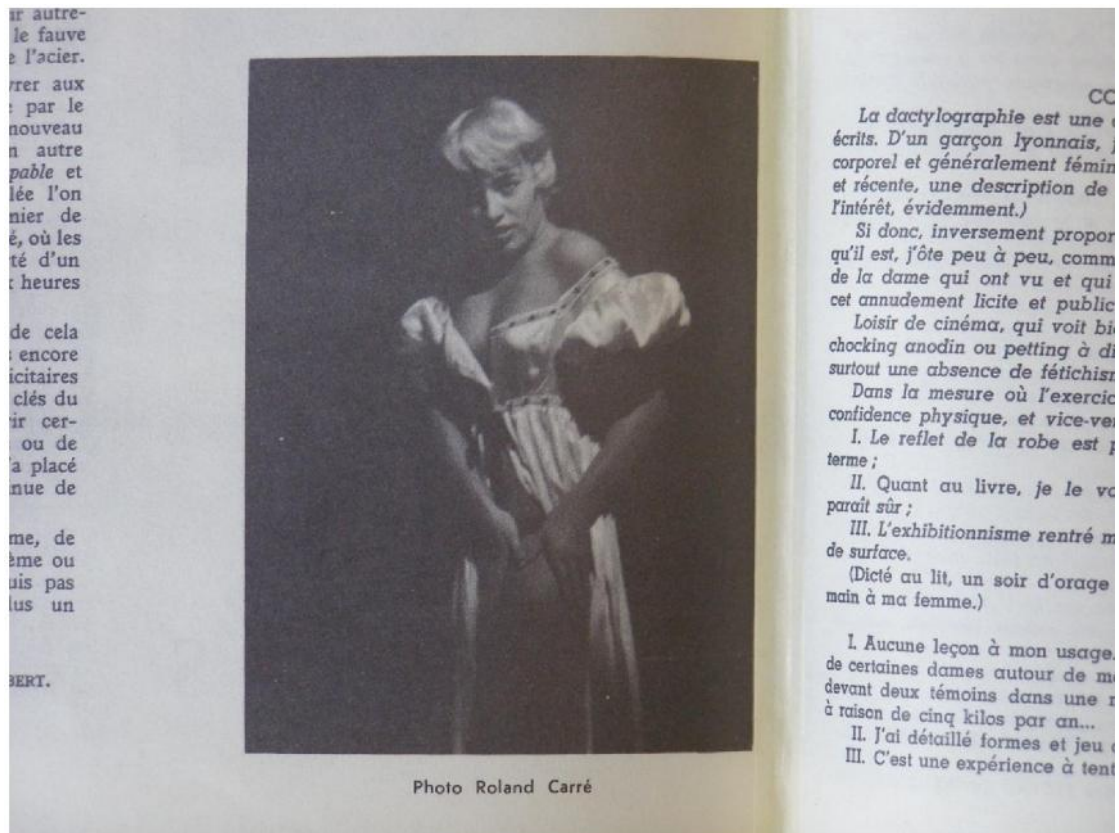 ir autre-
le fauve
e l'acier.
vrer aux
e par le
nouveau
n autre
pable et
lée l'on
nier de
é, où les
té d'un
x heures
de cela
s encore
icitaires
clés du
rir cer-
ou de
'a placé
nue de
me, de
ème ou
uis pas
lus un
BERT.
Photo Roland Carré
CO
La dactylographie est une
écrits. D'un garçon lyonnais, j
corporel et généralement fémin
et récente, une description de
l'intérêt, évidemment.)
Si donc, inversement propor
qu'il est, j'ôte peu à peu, comm
de la dame qui ont vu et qui
cet annudement licite et public
Loisir de cinéma, qui voit bie
chocking anodin ou petting à di
surtout une absence de fétichism
Dans la mesure où l'exercic
confidence physique, et vice-ver
I. Le reflet de la robe est p
terme ;
II. Quant au livre, je le vo
paraît sûr ;
III. L'exhibitionnisme rentré m
de surface.
(Dicté au lit, un soir d'orage
main à ma femme.)
I. Aucune leçon à mon usage.
de certaines dames autour de mo
devant deux témoins dans une r
à raison de cinq kilos par an...
II. J'ai détaillé formes et jeu d
III. C'est une expérience à tent